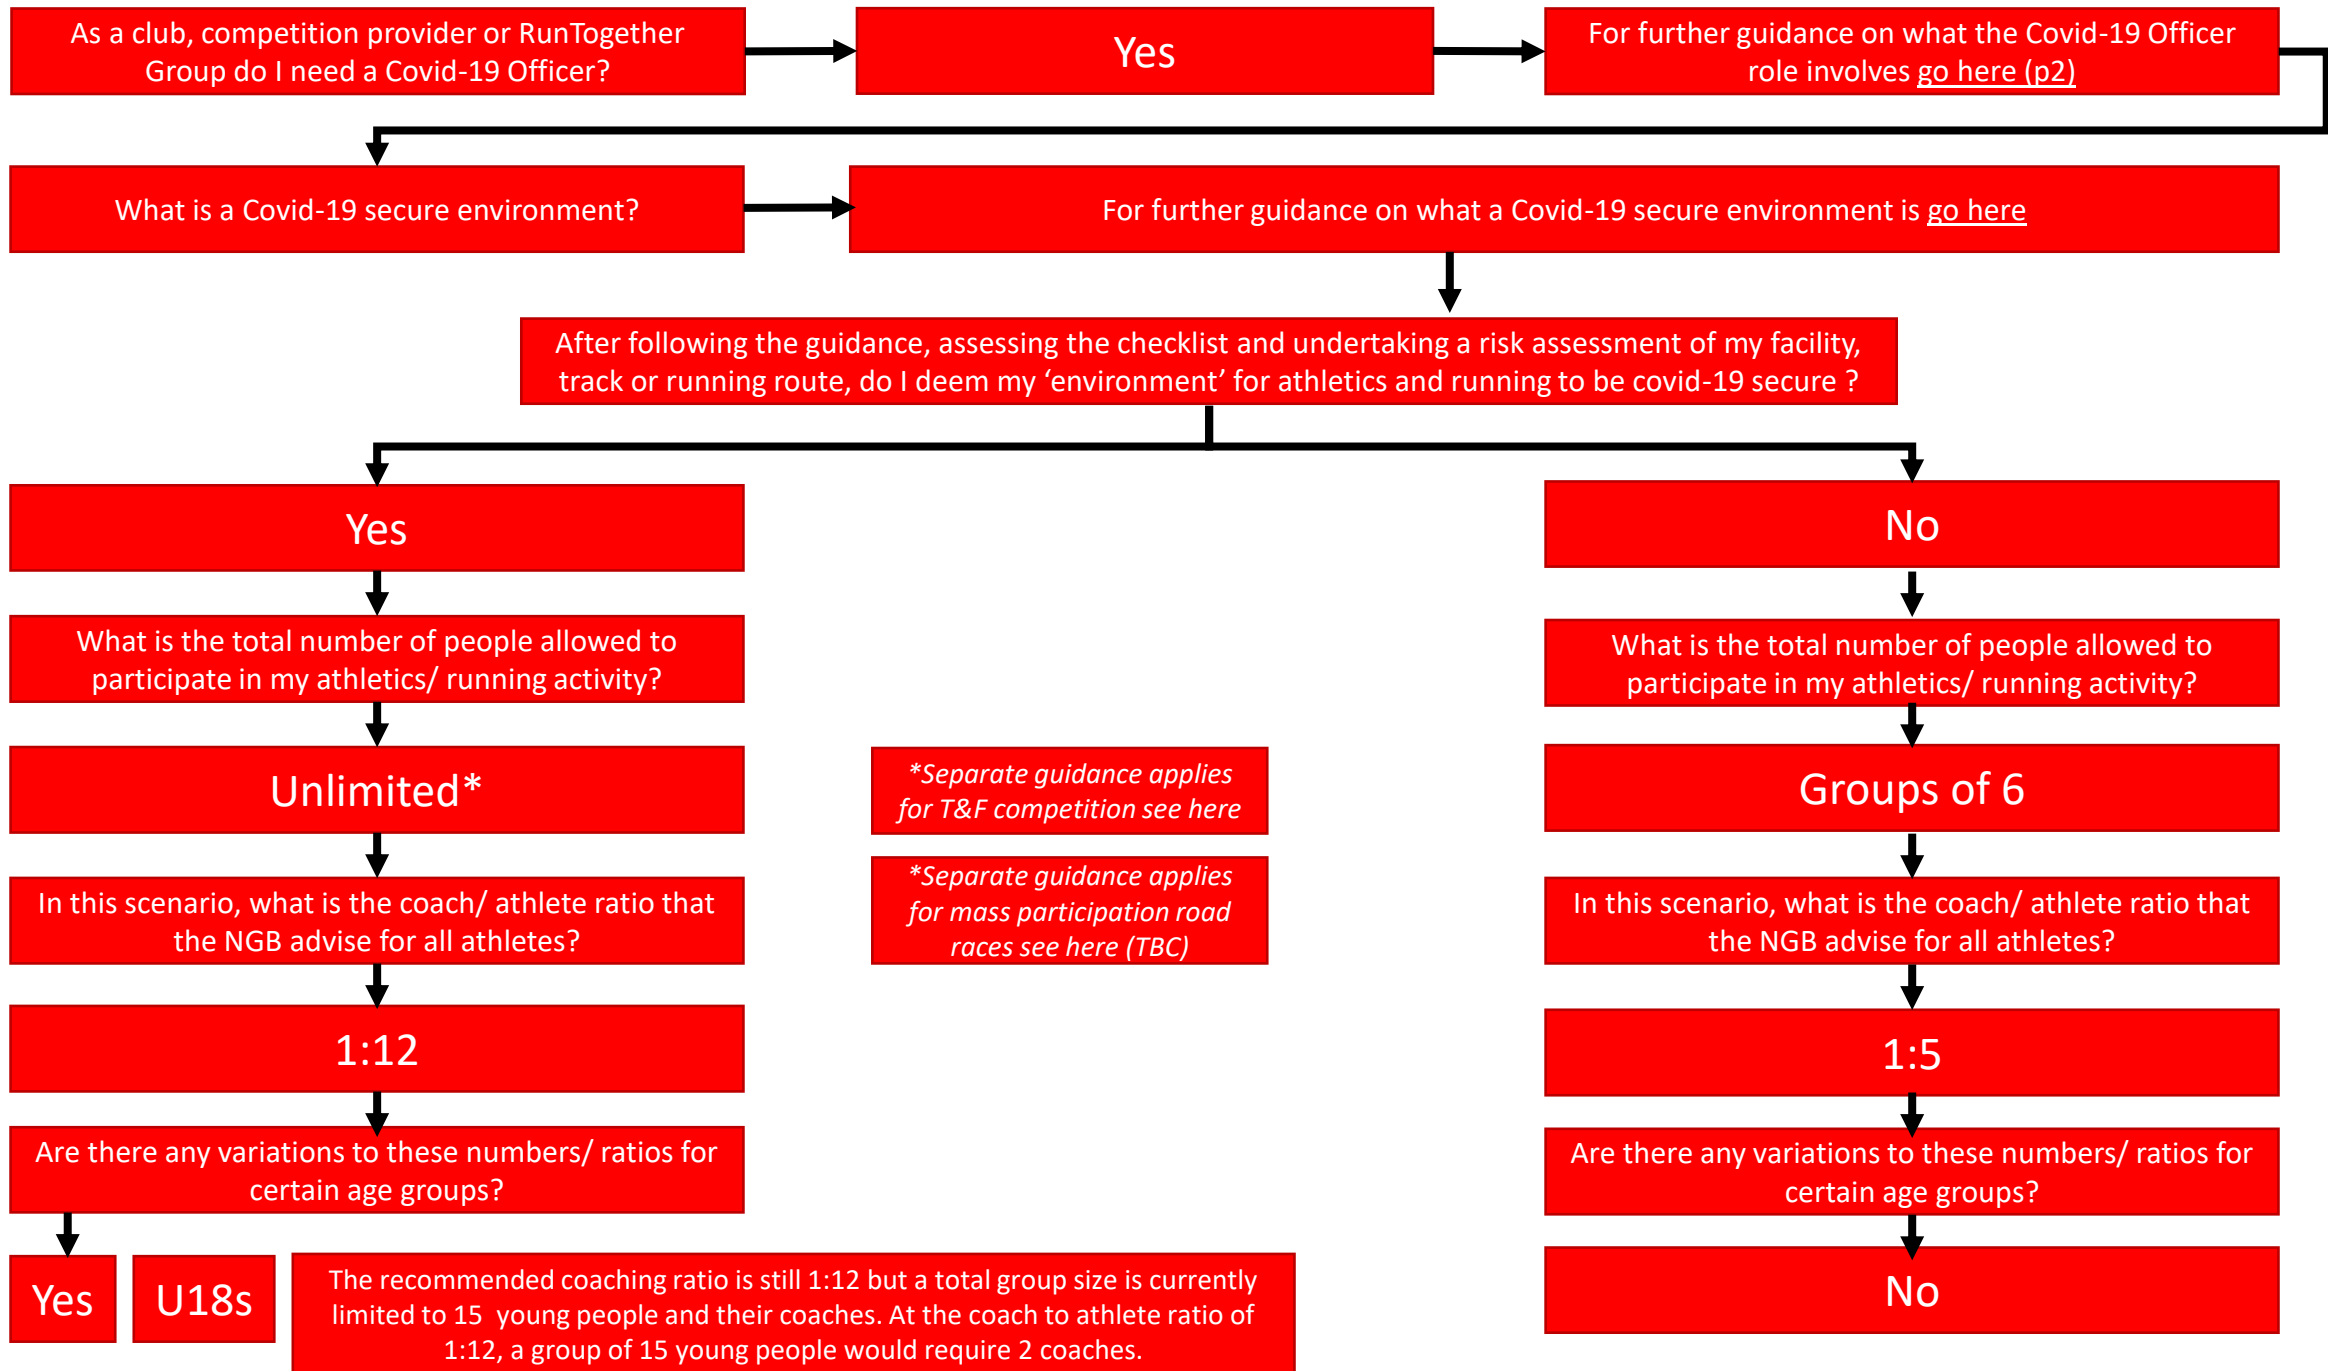 As a club, competition provider or RunTogether
Group do I need a Covid-19 Officer?
Yes
For further guidance on what the Covid-19 Officer
role involves go here (p2)
What is a Covid-19 secure environment?
For further guidance on what a Covid-19 secure environment is go here
After following the guidance, assessing the checklist and undertaking a risk assessment of my facility,
track or running route, do I deem my ‘environment’ for athletics and running to be covid-19 secure ?
Yes
What is the total number of people allowed to
participate in my athletics/ running activity?
Unlimited*
In this scenario, what is the coach/ athlete ratio that
the NGB advise for all athletes?
1:12
Are there any variations to these numbers/ ratios for
certain age groups?
Yes
U18s
The recommended coaching ratio is still 1:12 but a total group size is currently
limited to 15 young people and their coaches. At the coach to athlete ratio of
1:12, a group of 15 young people would require 2 coaches.
*Separate guidance applies
for T&F competition see here
*Separate guidance applies
for mass participation road
races see here (TBC)
No
What is the total number of people allowed to
participate in my athletics/ running activity?
Groups of 6
In this scenario, what is the coach/ athlete ratio that
the NGB advise for all athletes?
1:5
Are there any variations to these numbers/ ratios for
certain age groups?
No